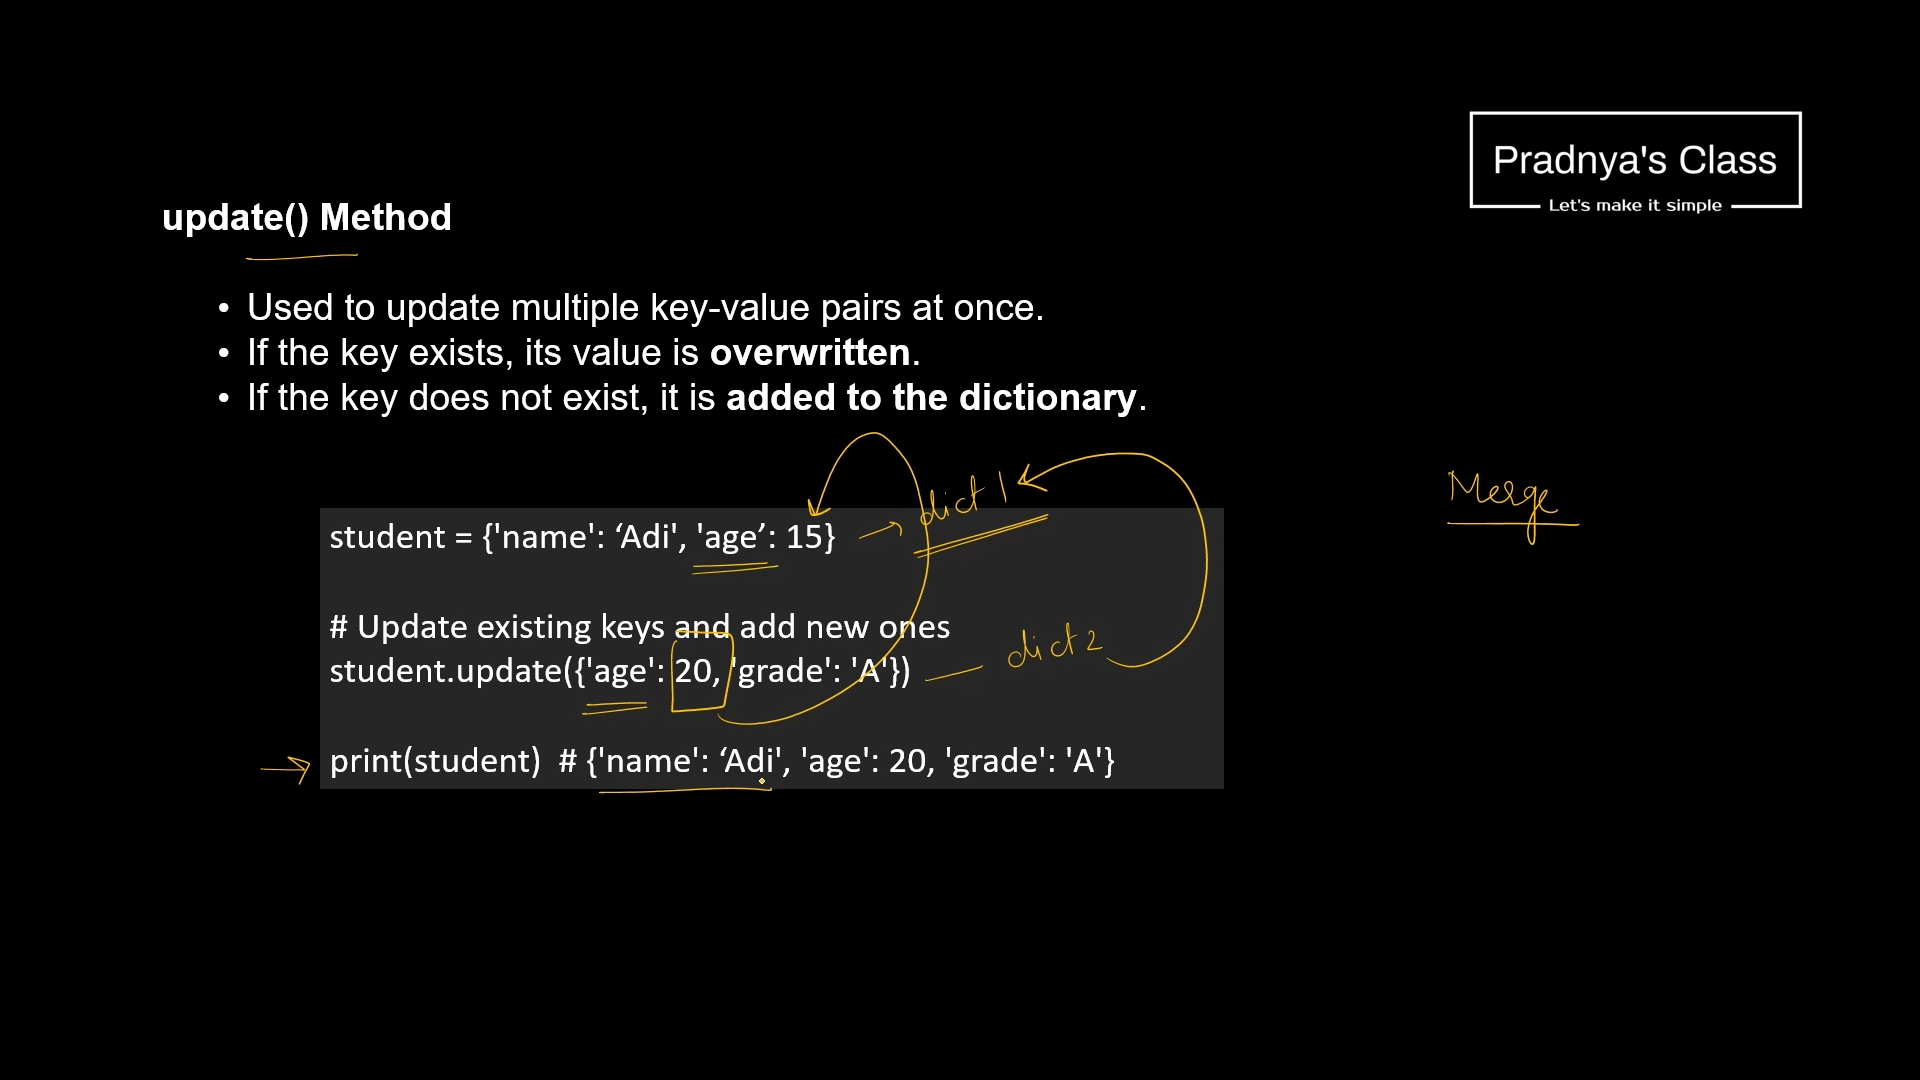 Pradnya's Class
Let's make it simple
update() Method
• Used to update multiple key-value pairs at once.
• If the key exists, its value is overwritten.
• If the key does not exist, it is added to the dictionary.
dict 1
Merge
student = {'name': ‘Adi', 'age’: 15}
# Update existing keys and add new ones
dict 2
student.update({'age': 20, 'grade': 'A'})
print(student)  # {'name': ‘Adi', 'age': 20, 'grade': 'A'}